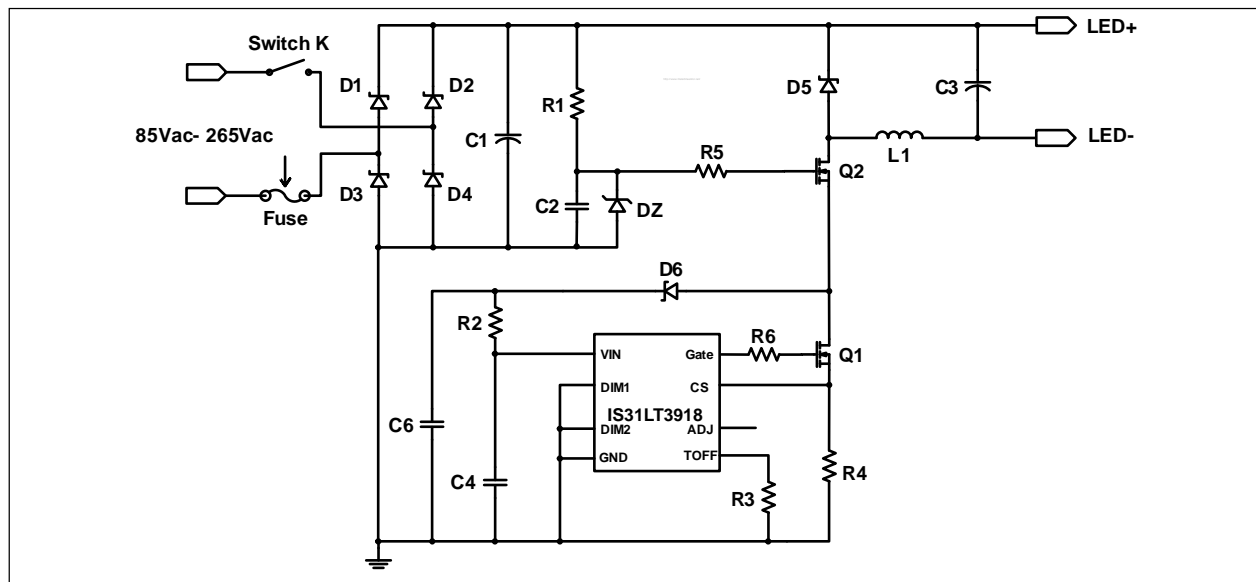 LED+
Switch K
D1
D2
D5
C3
R1
85Vac- 265Vac
C1
LED-
R5
L1
Q2
D3
D4
C2
DZ
Fuse
D6
R2
R6
VIN
Gate
Q1
DIM1
CS
IS31LT3918
C6
DIM2
ADJ
GND
TOFF
R4
C4
R3